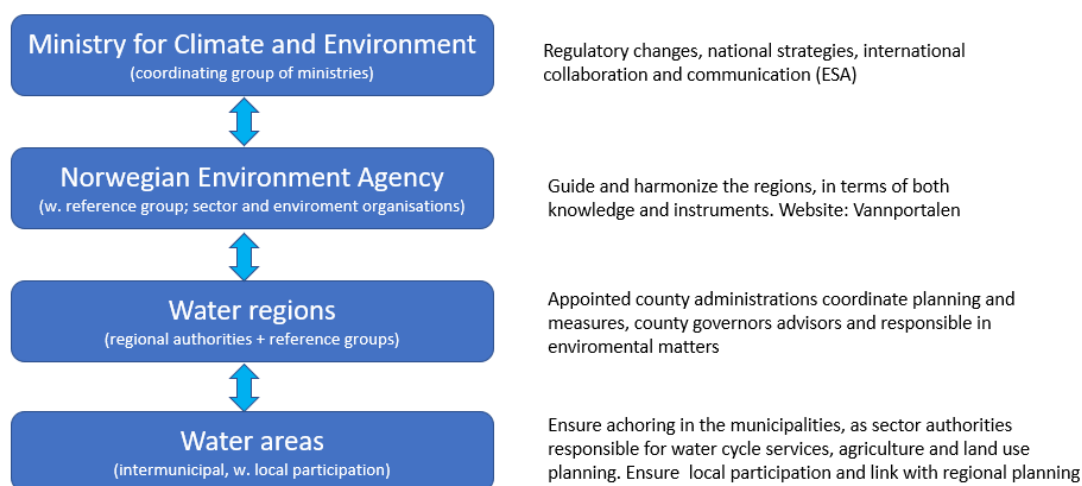 Ministry for Climate and Environment
(coordinating group of ministries)
Regulatory changes, national strategies, international
collaboration and communication (ESA)
Norwegian Environment Agency
(w. reference group; sector and enviroment organisations)
Guide and harmonize the regions, in terms of both
knowledge and instruments. Website: Vannportalen
Water regions
(regional authorities + reference groups)
Appointed county administrations coordinate planning and
measures, county governors advisors and responsible in
enviromental matters
Water areas
(intermunicipal, w. local participation)
Ensure achoring in the municipalities, as sector authorities
responsible for water cycle services, agriculture and land use
planning. Ensure  local participation and link with regional planning